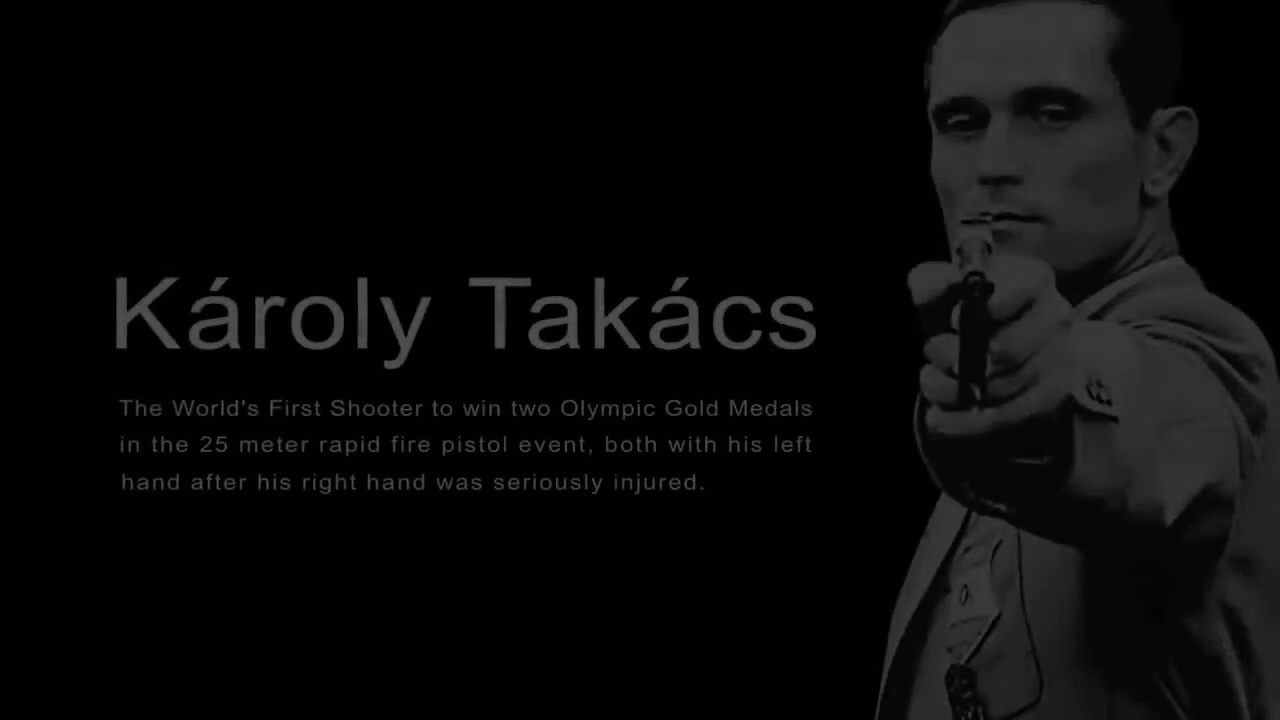 Károly Takács
The World's First Shooter to win two Olympic Gold Medals
in the 25 meter rapid fire pistol event, both with his left
hand after his right hand was seriously injured.